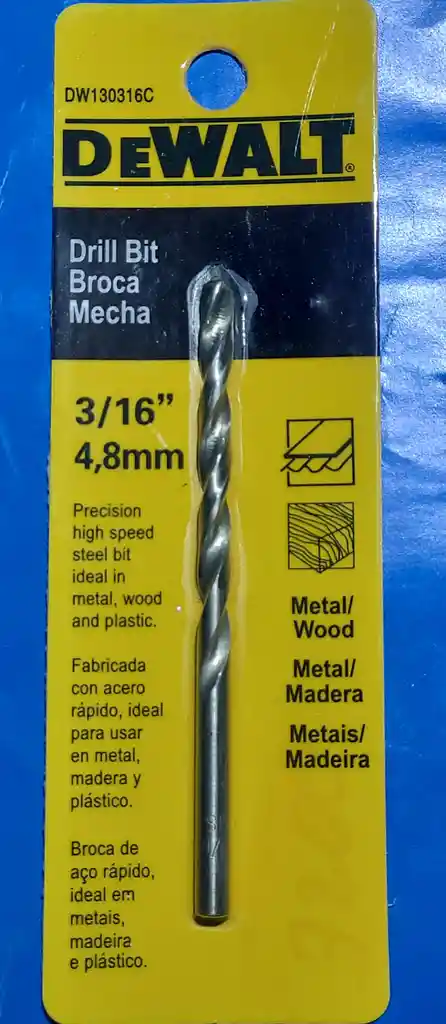 DW130316C
DEWALT®
Drill Bit
Broca
Mecha
3/16”
4,8mm
Precision
high speed
steel bit
ideal in
metal, wood
and plastic.
Fabricada
con acero
rápido, ideal
para usar
en metal,
madera y
plástico.
Broca de
aço rápido,
ideal em
metais,
madeira
e plástico.
Metal/
Wood
Metal/
Madera
Metais/
Madeira